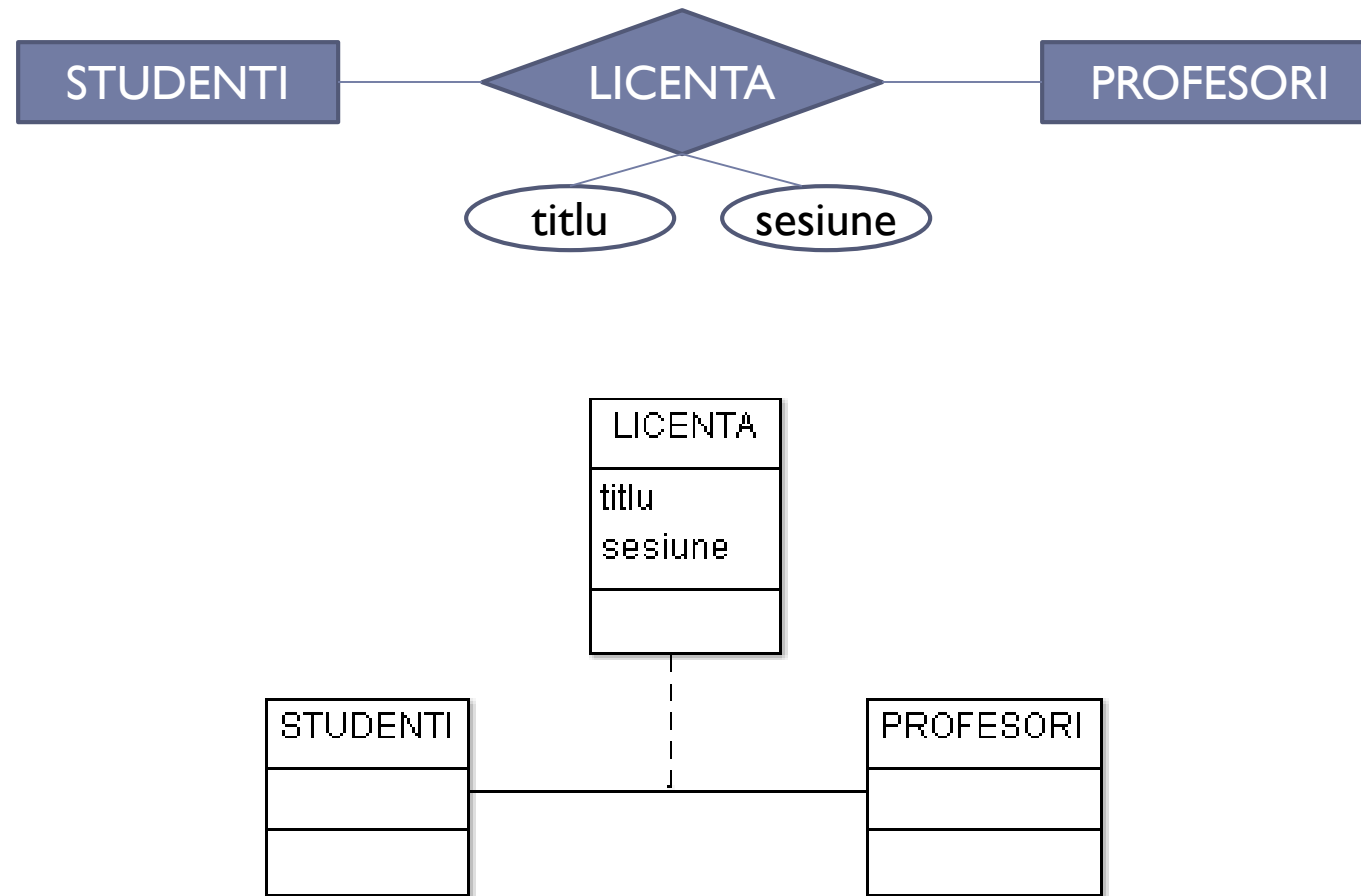 STUDENTI
LICENTA
PROFESORI
titlu
sesiune
LICENTA
titlu
sesiune
STUDENTI
PROFESORI